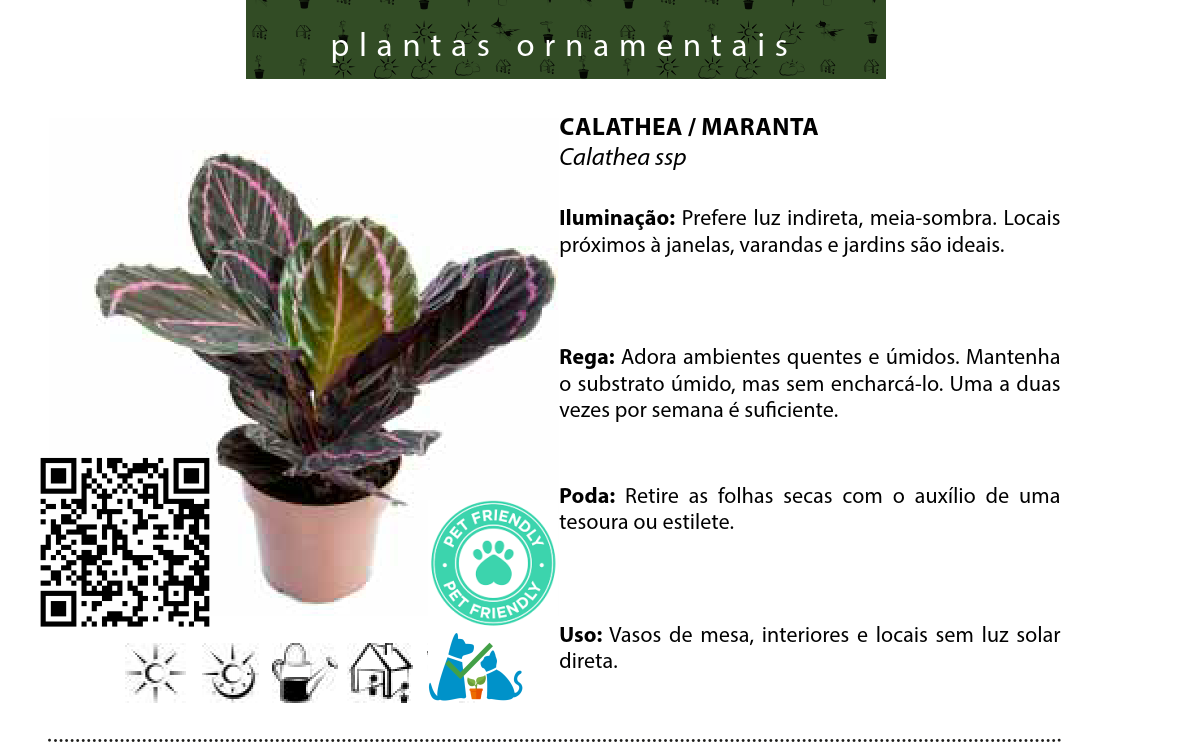 plantas ornamentais
CALATHEA / MARANTA
Calathea ssp
Iluminação: Prefere luz indireta, meia-sombra. Locais
próximos à janelas, varandas e jardins são ideais.
Rega: Adora ambientes quentes e úmidos. Mantenha
o substrato úmido, mas sem encharcá-lo. Uma a duas
vezes por semana é suficiente.
Poda: Retire as folhas secas com o auxílio de uma
tesoura ou estilete.
PET FRIENDLY
PET FRIENDLY
Uso: Vasos de mesa, interiores e locais sem luz solar
direta.